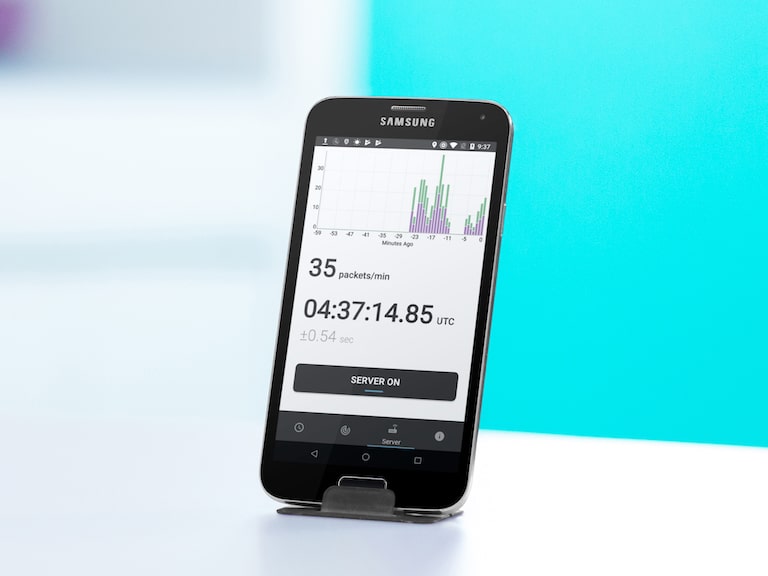 SAMSUNG
9:37
30
20
10
0
-59 -53 -47 -41 -35 -29 -23 -17 -11 -5 0
Minutes Ago
35 packets/min
04:37:14.85 UTC
±0.54 sec
SERVER ON
Server